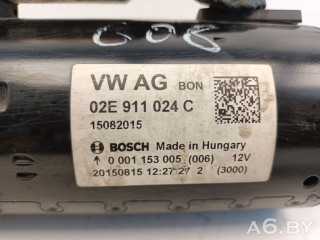 608
VW AG BON
02E 911 024 C
15082015
BOSCH Made in Hungary
0 001 153 005 (006) 12V
20150815 12:27:27 2 (3000)
A6.BY